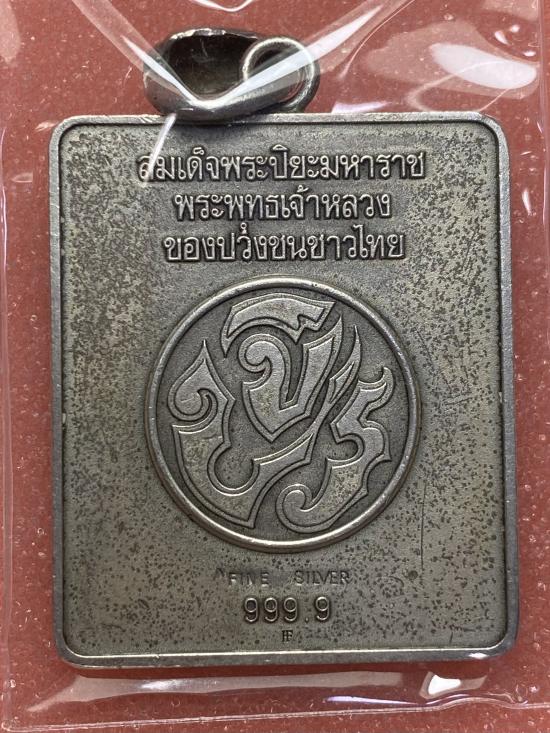 สมเด็จพระปิยะมหาราช
พระพุทธเจ้าหลวง
ของปวงชนชาวไทย
FINE SILVER
999.9